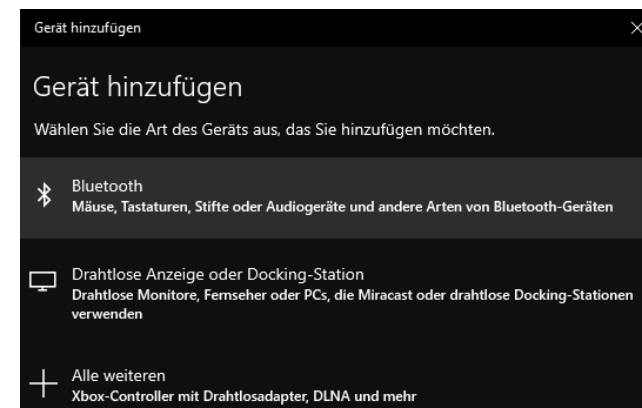 Gerät hinzufügen
Gerät hinzufügen
Wählen Sie die Art des Geräts aus, das Sie hinzufügen möchten.
Bluetooth
Mäuse, Tastaturen, Stifte oder Audiogeräte und andere Arten von Bluetooth-Geräten
Drahtlose Anzeige oder Docking-Station
Drahtlose Monitore, Fernseher oder PCs, die Miracast oder drahtlose Docking-Stationen
verwenden
Alle weiteren
Xbox-Controller mit Drahtlosadapter, DLNA und mehr